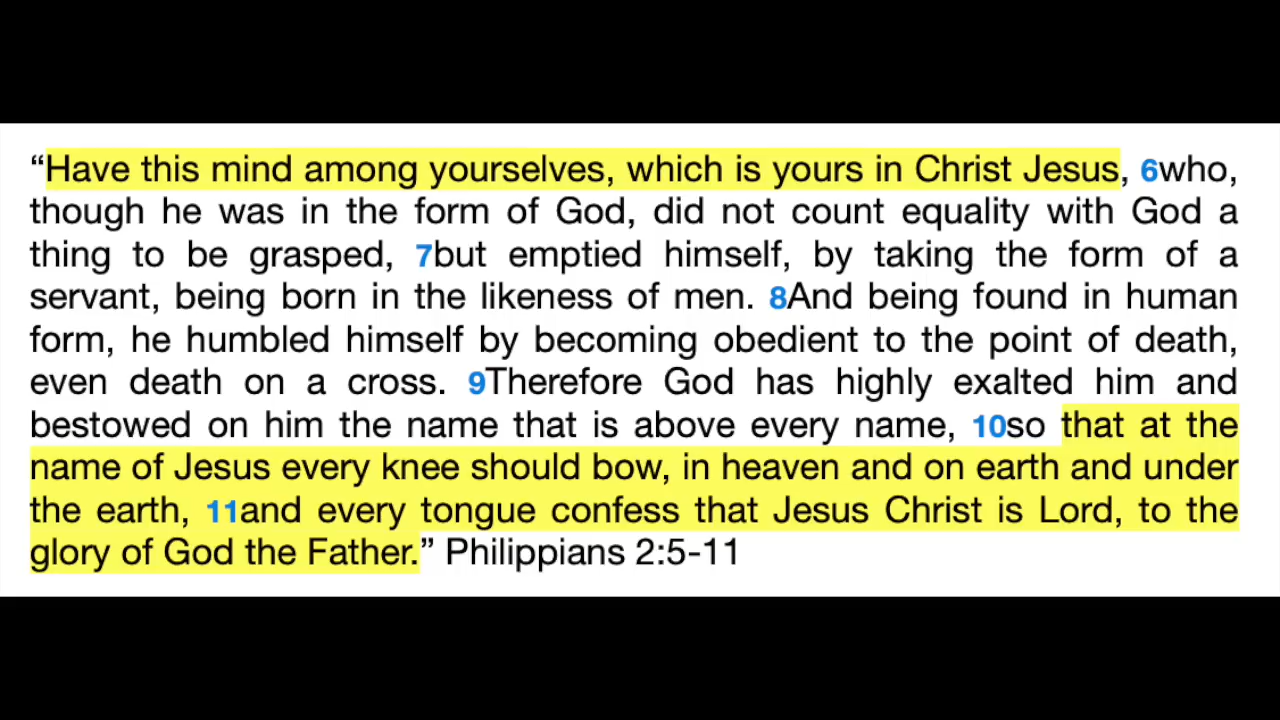 “Have this mind among yourselves, which is yours in Christ Jesus, 6who,
though he was in the form of God, did not count equality with God a
thing to be grasped, 7but emptied himself, by taking the form of a
servant, being born in the likeness of men. 8And being found in human
form, he humbled himself by becoming obedient to the point of death,
even death on a cross. 9Therefore God has highly exalted him and
bestowed on him the name that is above every name, 10so that at the
name of Jesus every knee should bow, in heaven and on earth and under
the earth, 11and every tongue confess that Jesus Christ is Lord, to the
glory of God the Father.” Philippians 2:5-11